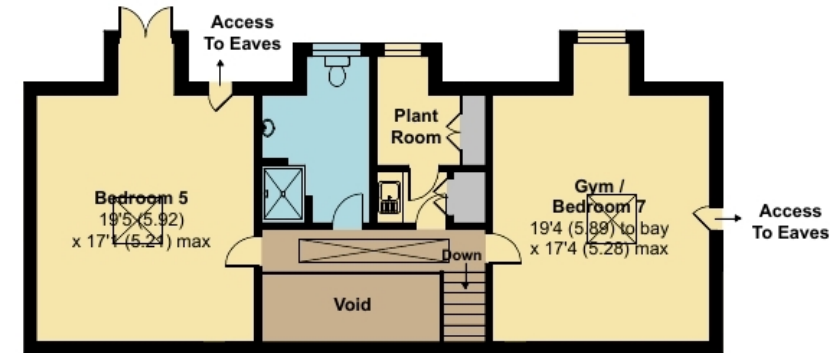 Access
To Eaves
Plant
Room
Bedroom 5
19'5 (5.92)
x 17'1 (5.21) max
Gym /
Bedroom 7
19'4 (5.89) to bay
x 17'4 (5.28) max
Access
To Eaves
Down
Void